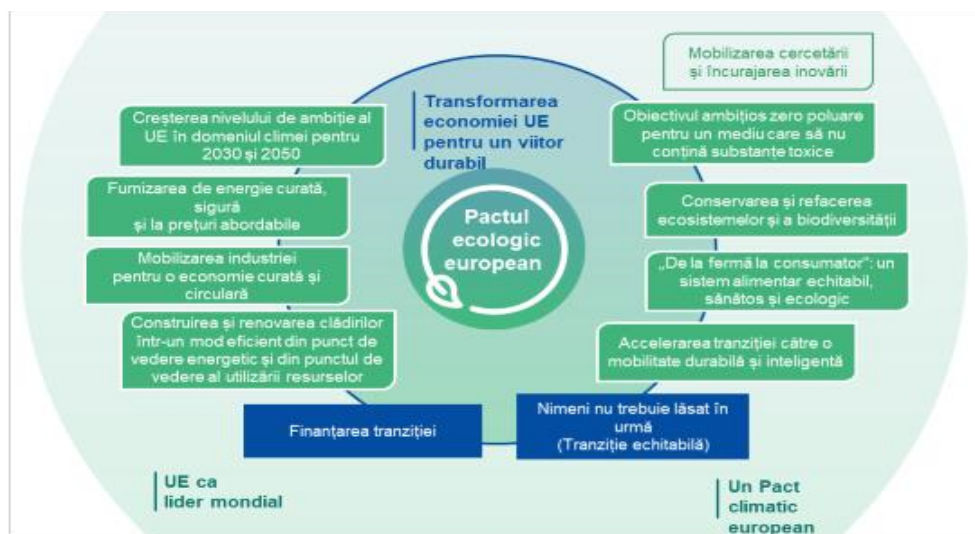 Mobilizarea cercetării
și încurajarea inovării
Transformarea
economiei UE
pentru un viitor
durabil
Creșterea nivelului de ambiție al
UE în domeniul climei pentru
2030 și 2050
Furnizarea de energie curată,
sigură
și la prețuri abordabile
Mobilizarea industriei
pentru o economie curată și
circulară
Construirea și renovarea clădirilor
într-un mod eficient din punct de
vedere energetic și din punctul de
vedere al utilizării resurselor
Pactul
ecologic
european
Obiectivul ambițios zero poluare
pentru un mediu care să nu
conțină substanțe toxice
Conservarea și refacerea
ecosistemelor și a biodiversității
„De la fermă la consumator”: un
sistem alimentar echitabil,
sănătos și ecologic
Accelerarea tranziției către o
mobilitate durabilă și inteligentă
Finanțarea tranziției
Nimeni nu trebuie lăsat în
urmă
(Tranziție echitabilă)
UE ca
lider mondial
Un Pact
climatic
european